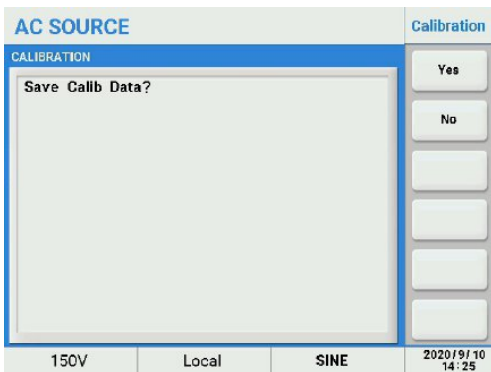 AC SOURCE
Calibration
CALIBRATION
Save Calib Data?
Yes
No
150V
Local
SINE
2020/9/10
14:25